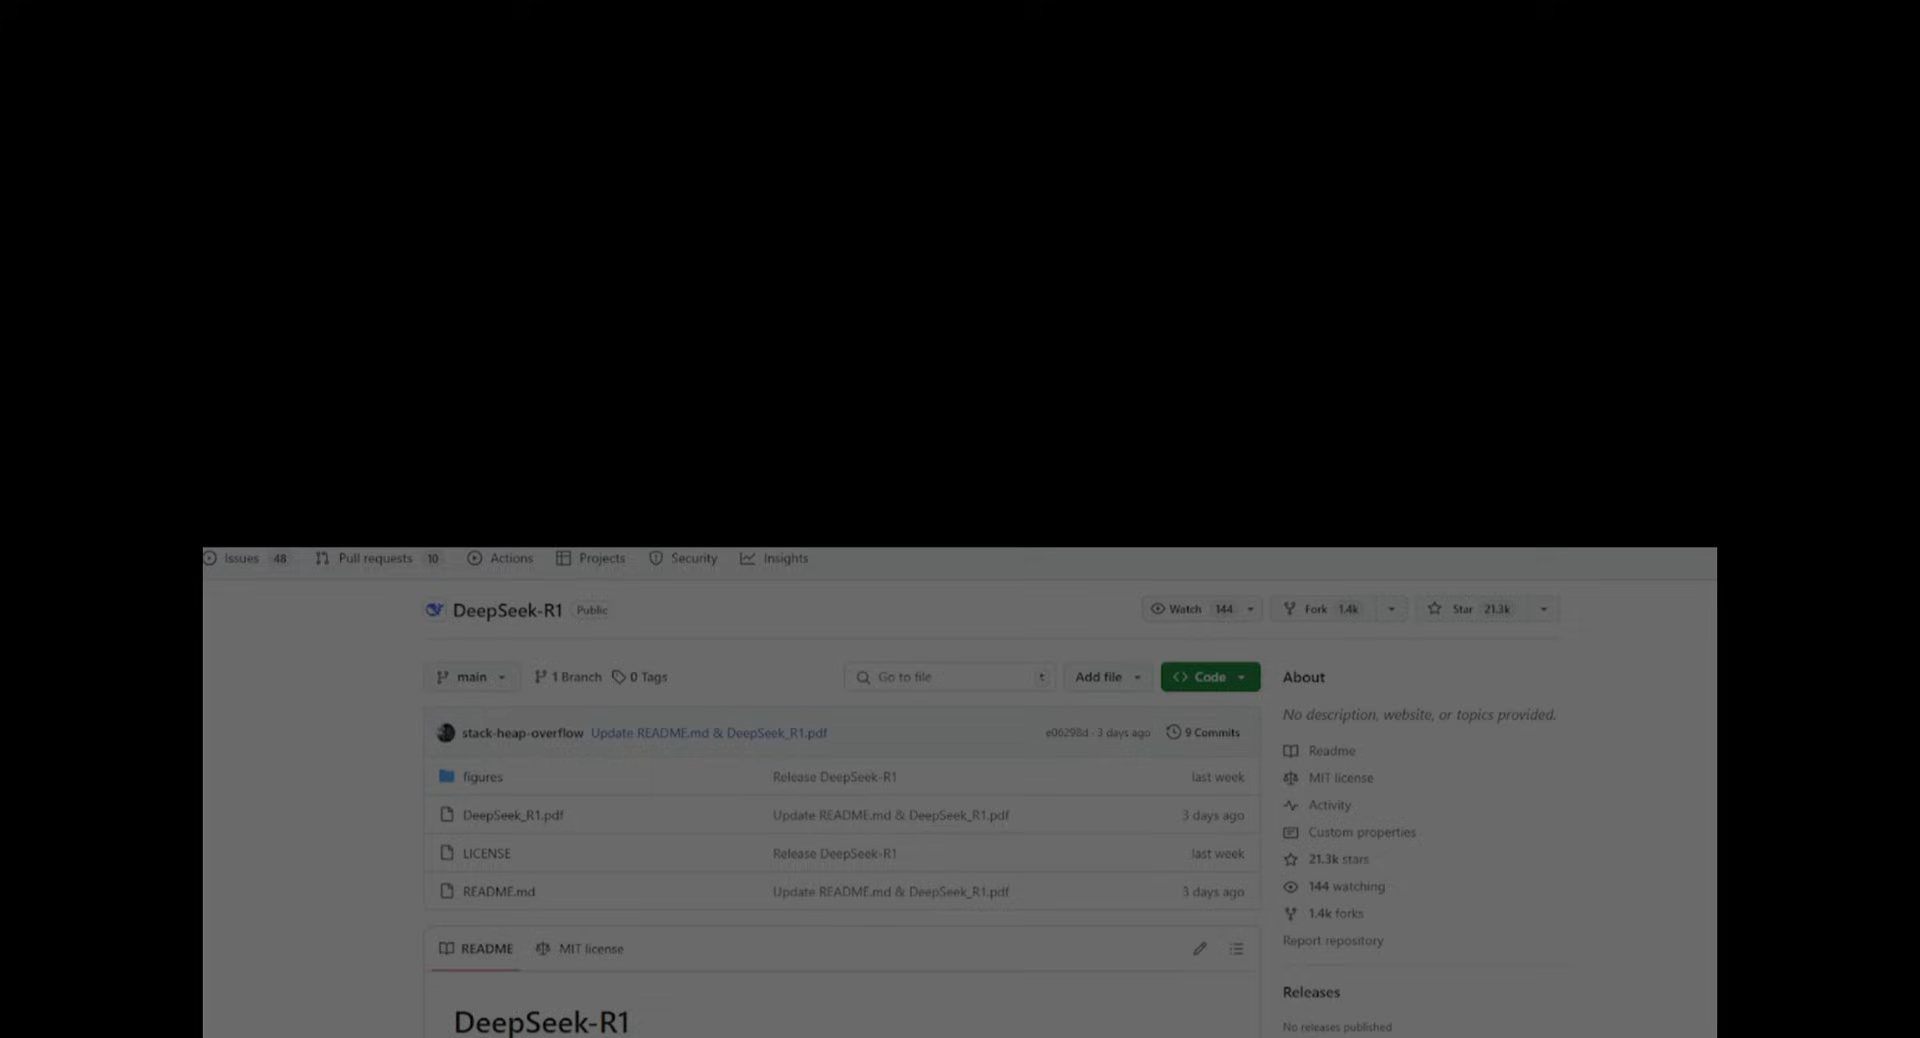 Issues 48 Pull requests 10 Actions Projects Security Insights
DeepSeek-R1 Public Watch 144 Fork 1.4k Star 21.3k
main 1 Branch 0 Tags Go to file t Add file Code
stack-heap-overflow Update README.md & DeepSeek_R1.pdf e06298d · 3 days ago 9 Commits
figures Release DeepSeek-R1 last week
DeepSeek_R1.pdf Update README.md & DeepSeek_R1.pdf 3 days ago
LICENSE Release DeepSeek-R1 last week
README.md Update README.md & DeepSeek_R1.pdf 3 days ago
README MIT license
DeepSeek-R1
About
No description, website, or topics provided.
Readme
MIT license
Activity
Custom properties
21.3k stars
144 watching
1.4k forks
Report repository
Releases
No releases published